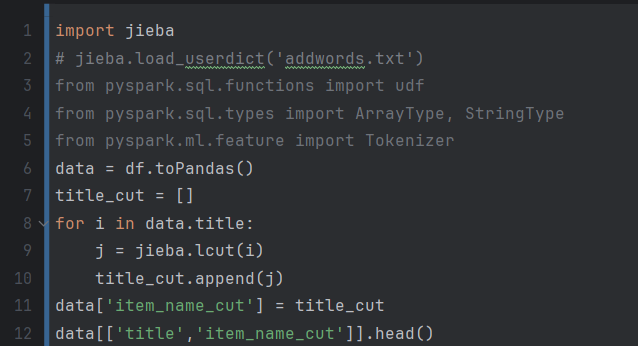 1 import jieba
2 # jieba.load_userdict('addwords.txt')
3 from pyspark.sql.functions import udf
4 from pyspark.sql.types import ArrayType, StringType
5 from pyspark.ml.feature import Tokenizer
6 data = df.toPandas()
7 title_cut = []
8 for i in data.title:
9     j = jieba.lcut(i)
10     title_cut.append(j)
11 data['item_name_cut'] = title_cut
12 data[['title','item_name_cut']].head()